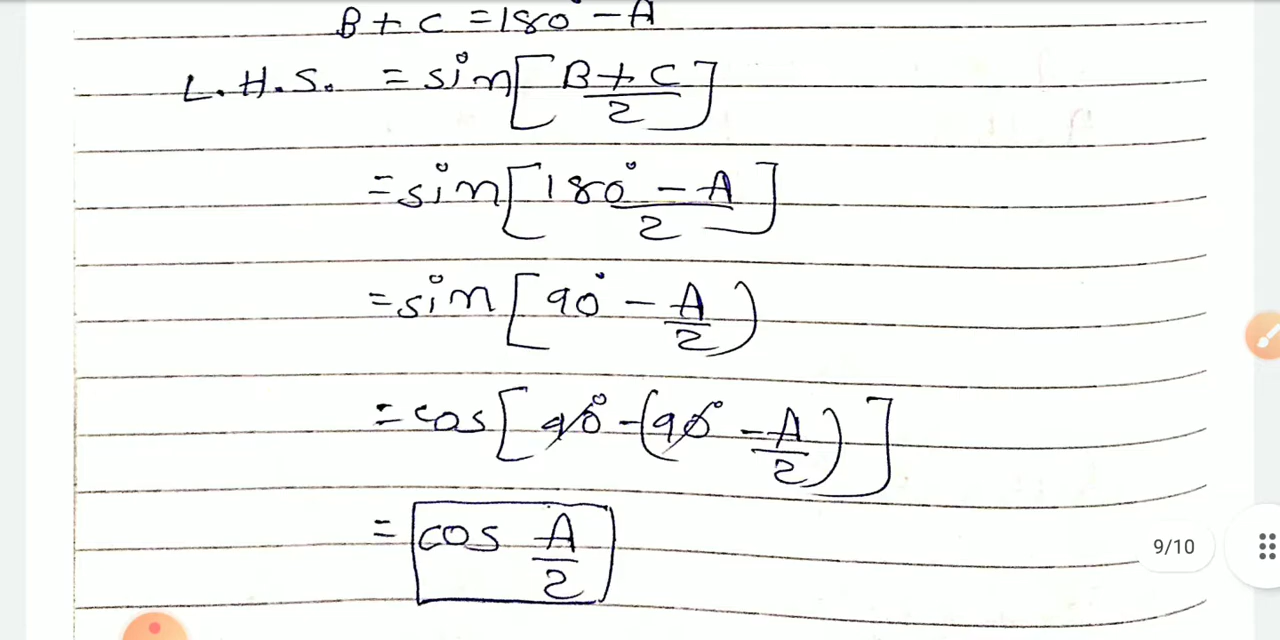 B + C = 180° - A
L.H.S. = sin[B + C / 2]
= sin[180° - A / 2]
= sin[90° - A/2)
= cos[90° - (90° - A/2)]
= cos A/2
9/10